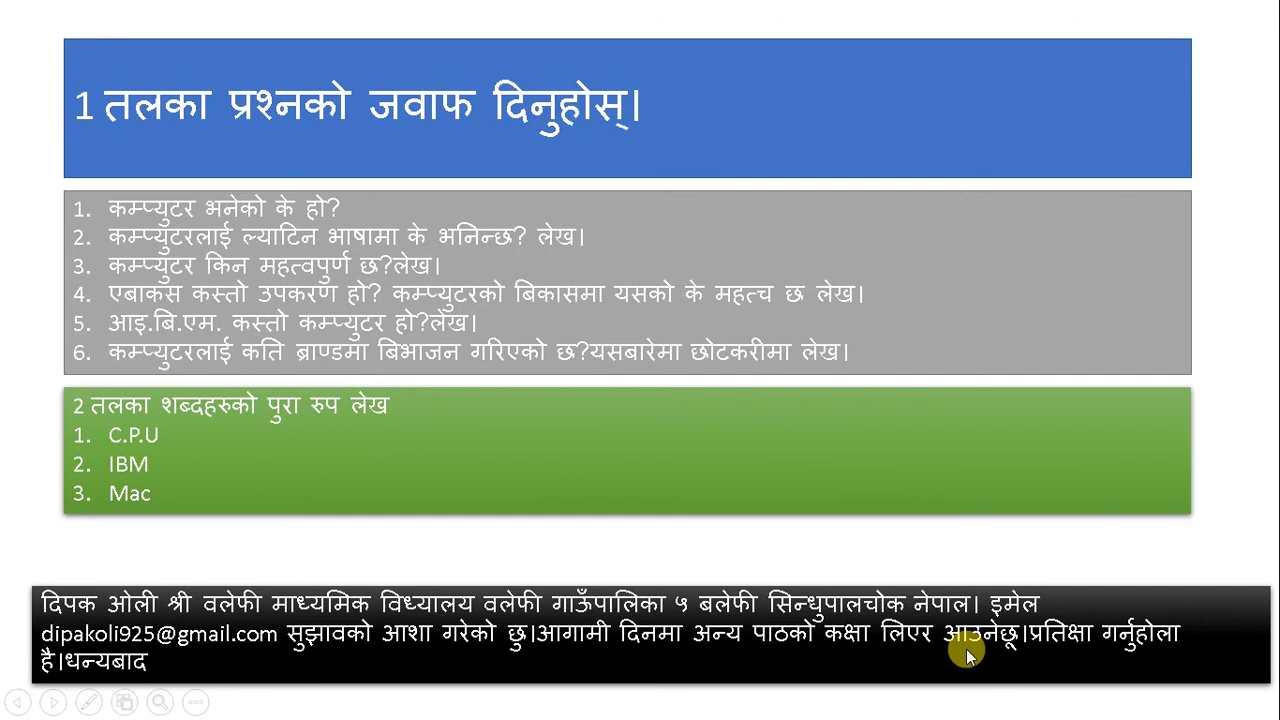 1 तलका प्रश्नको जवाफ दिनुहोस्।
1. कम्प्युटर भनेको के हो?
2. कम्प्युटरलाई ल्याटिन भाषामा के भनिन्छ? लेख।
3. कम्प्युटर किन महत्वपुर्ण छ?लेख।
4. एबाकस कस्तो उपकरण हो? कम्प्युटरको बिकासमा यसको के महत्च छ लेख।
5. आइ.बि.एम. कस्तो कम्प्युटर हो?लेख।
6. कम्प्युटरलाई कति ब्राण्डमा बिभाजन गरिएको छ?यसबारेमा छोटकरीमा लेख।
2 तलका शब्दहरुको पुरा रुप लेख
1. C.P.U
2. IBM
3. Mac
दिपक ओली श्री वलेफी माध्यमिक विध्यालय वलेफी गाऊँपालिका ५ बलेफी सिन्धुपालचोक नेपाल। इमेल
dipakoli925@gmail.com सुझावको आशा गरेको छु।आगामी दिनमा अन्य पाठको कक्षा लिएर आउनेछू।प्रतिक्षा गर्नुहोला
है।धन्यबाद